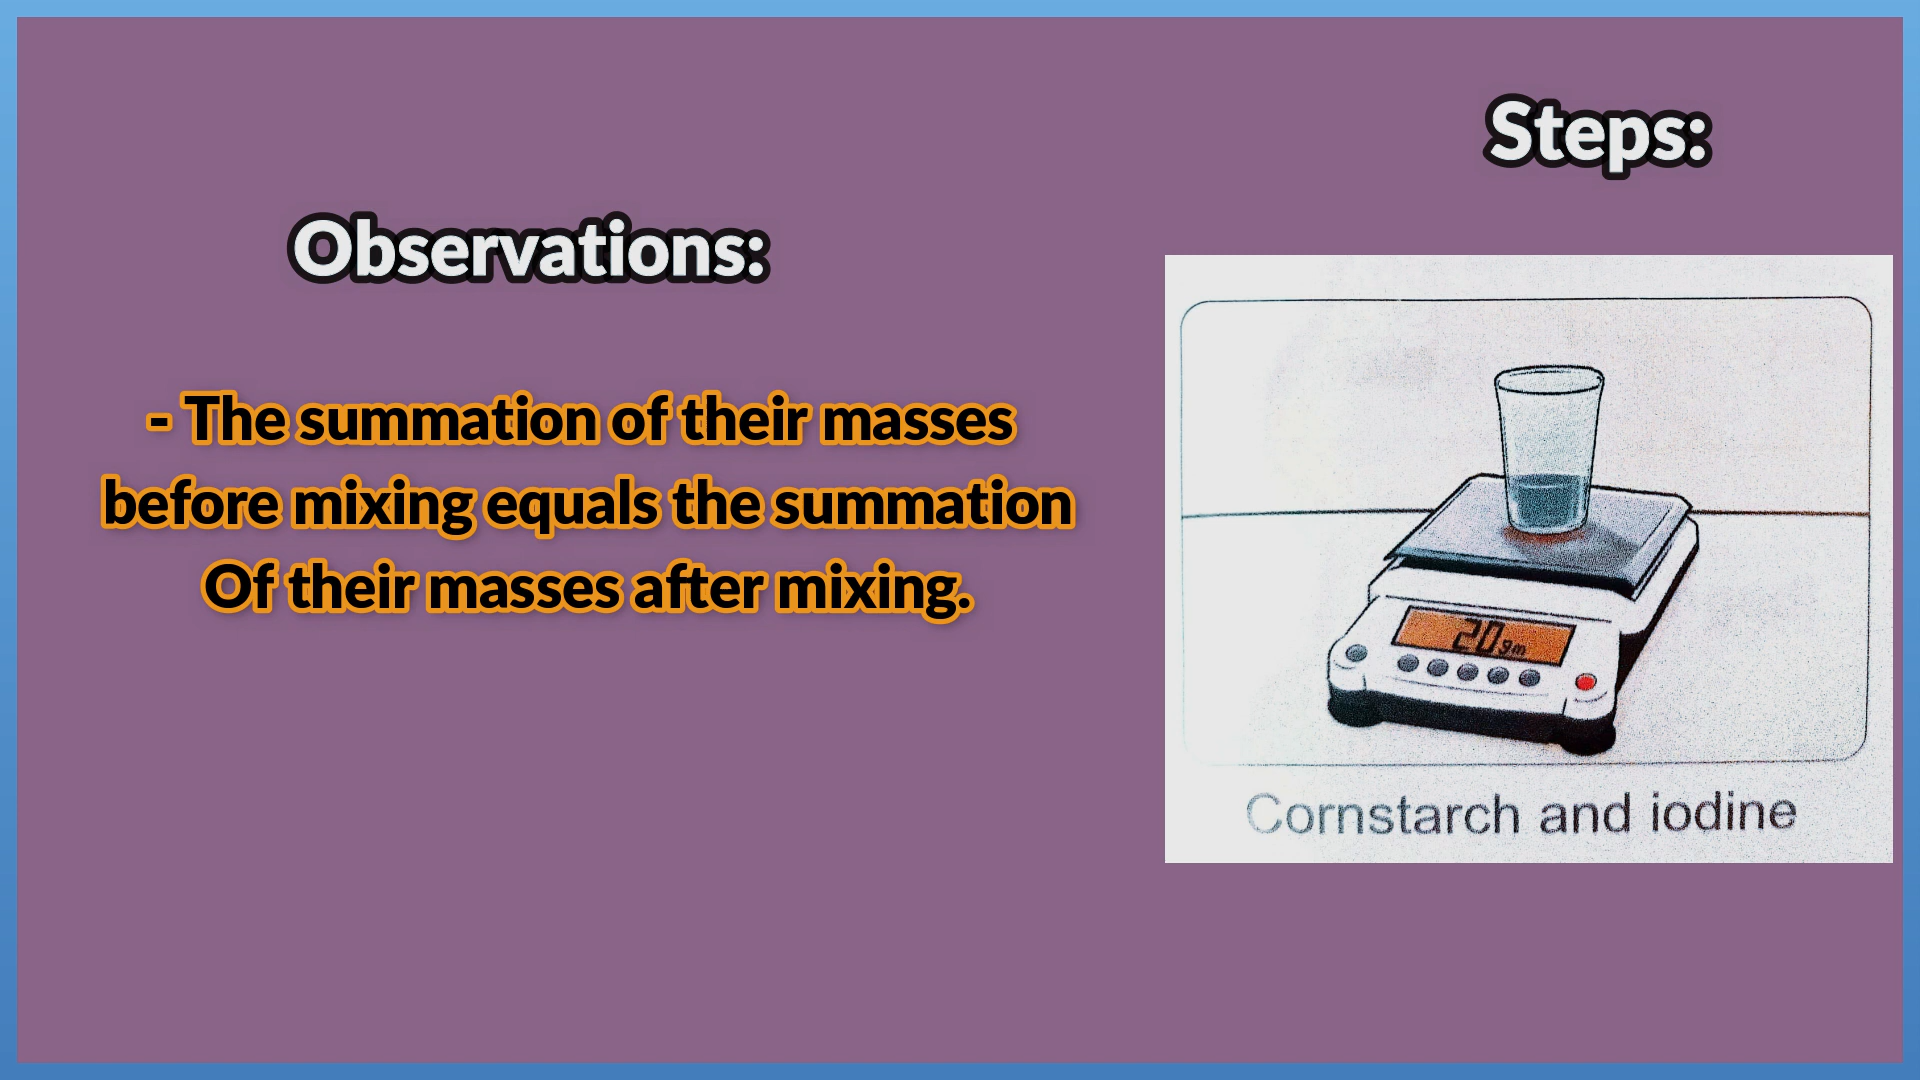 Steps:
Observations:
- The summation of their masses
before mixing equals the summation
Of their masses after mixing.
20 gm
Cornstarch and iodine